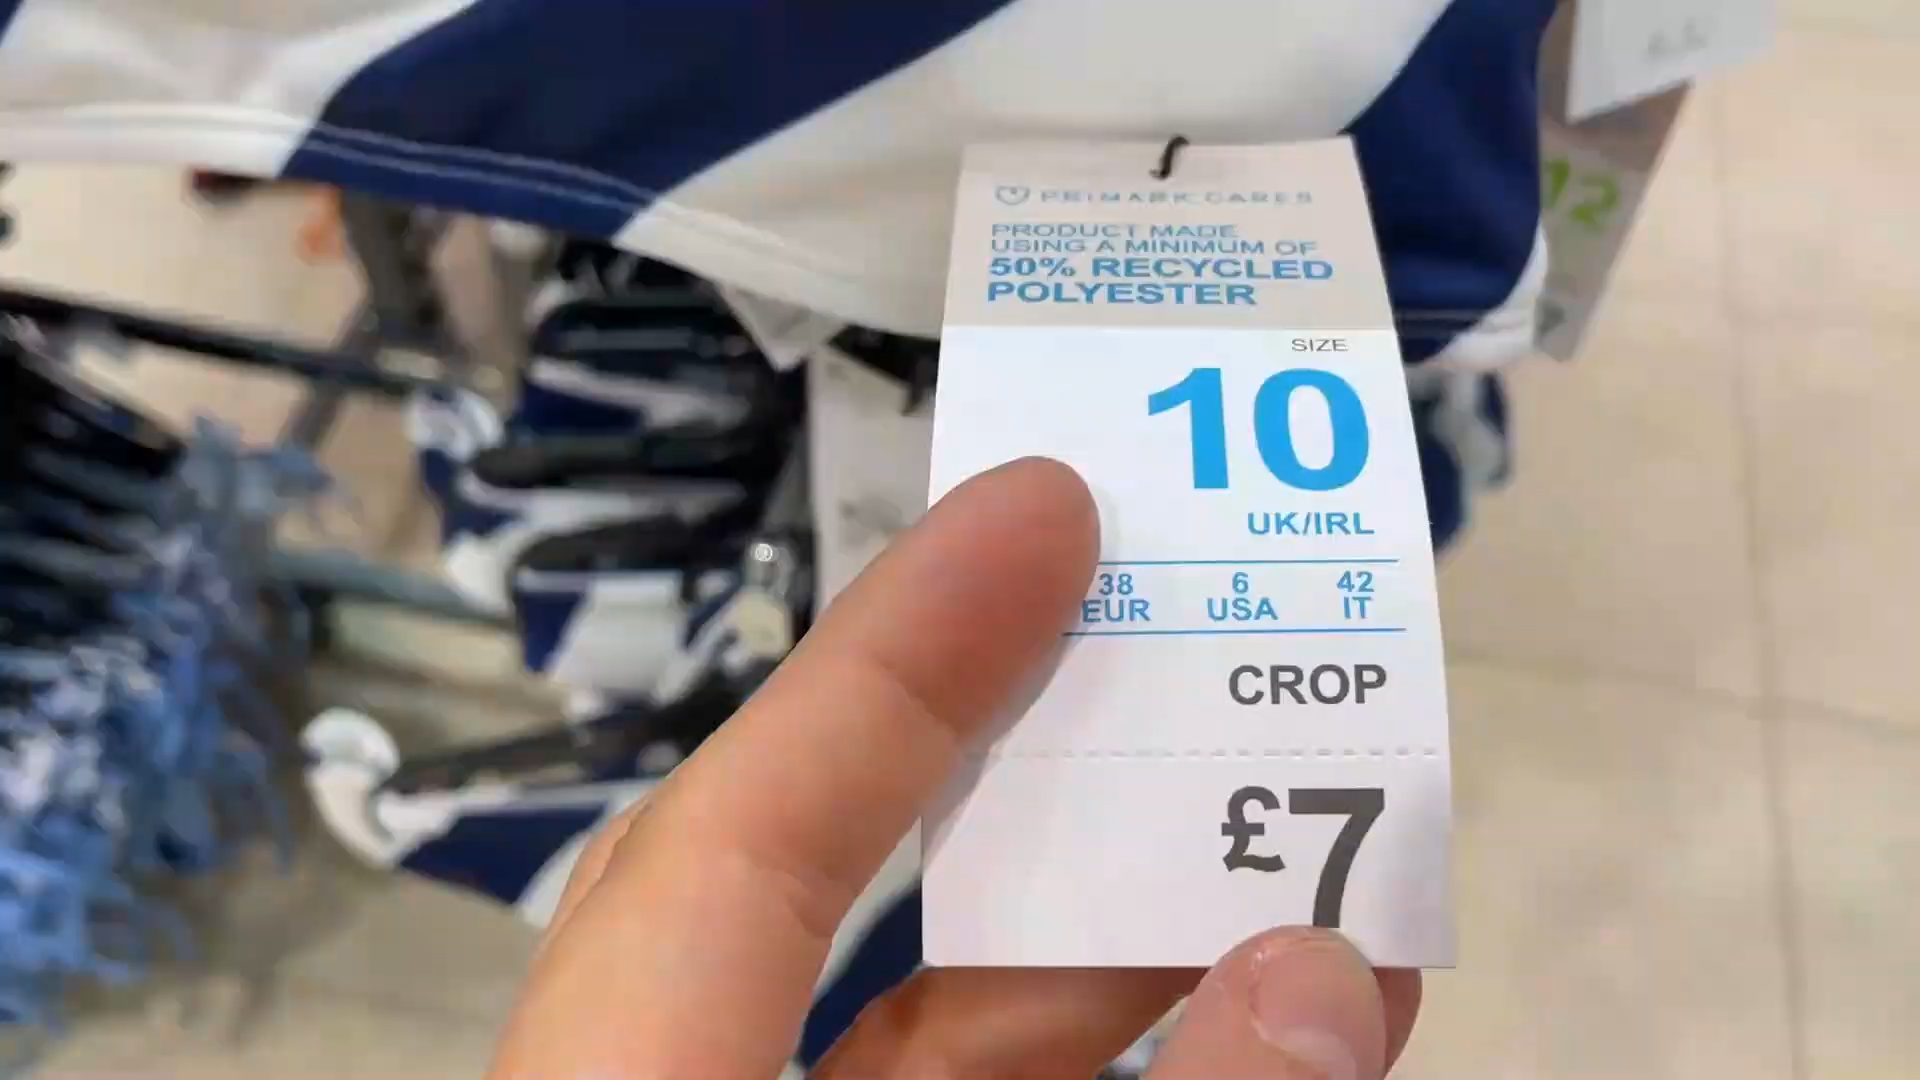 PRIMARK CARES
PRODUCT MADE
USING A MINIMUM OF
50% RECYCLED
POLYESTER
SIZE
10
UK/IRL
38 6 42
EUR USA IT
CROP
£7
12